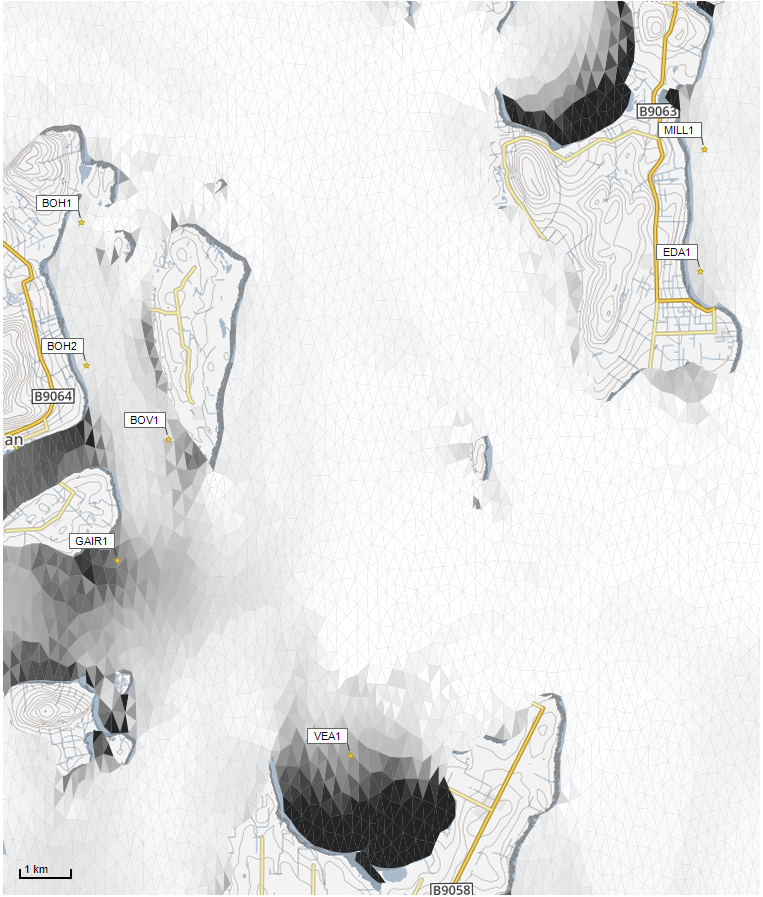 B9063
MILL1
BOH1
EDA1
BOH2
B9064
BOV1
an
GAIR1
VEA1
1 km
B9058